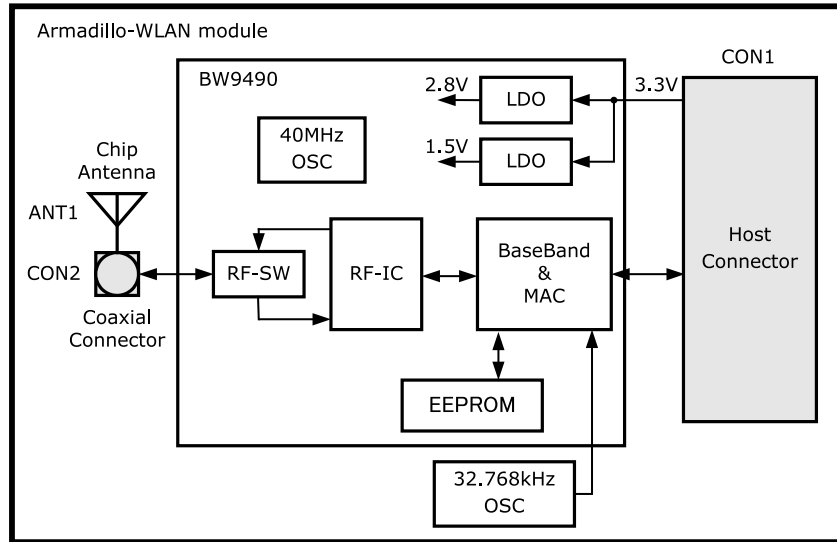 Armadillo-WLAN module
CON1
BW9490
2.8V
LDO
3.3V
40MHz
OSC
1.5V
LDO
Chip
Antenna
ANT1
CON2
RF-SW
RF-IC
BaseBand
&
MAC
Host
Connector
Coaxial
Connector
EEPROM
32.768kHz
OSC